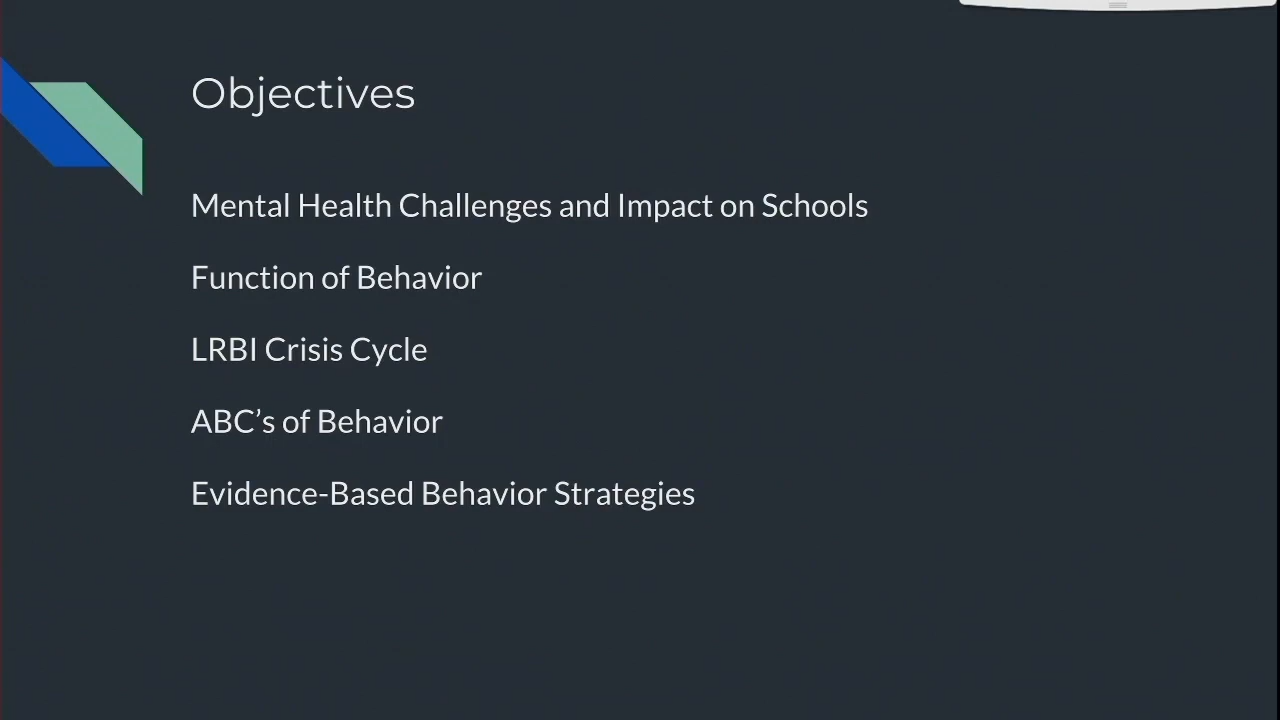 Objectives
Mental Health Challenges and Impact on Schools
Function of Behavior
LRBI Crisis Cycle
ABC’s of Behavior
Evidence-Based Behavior Strategies